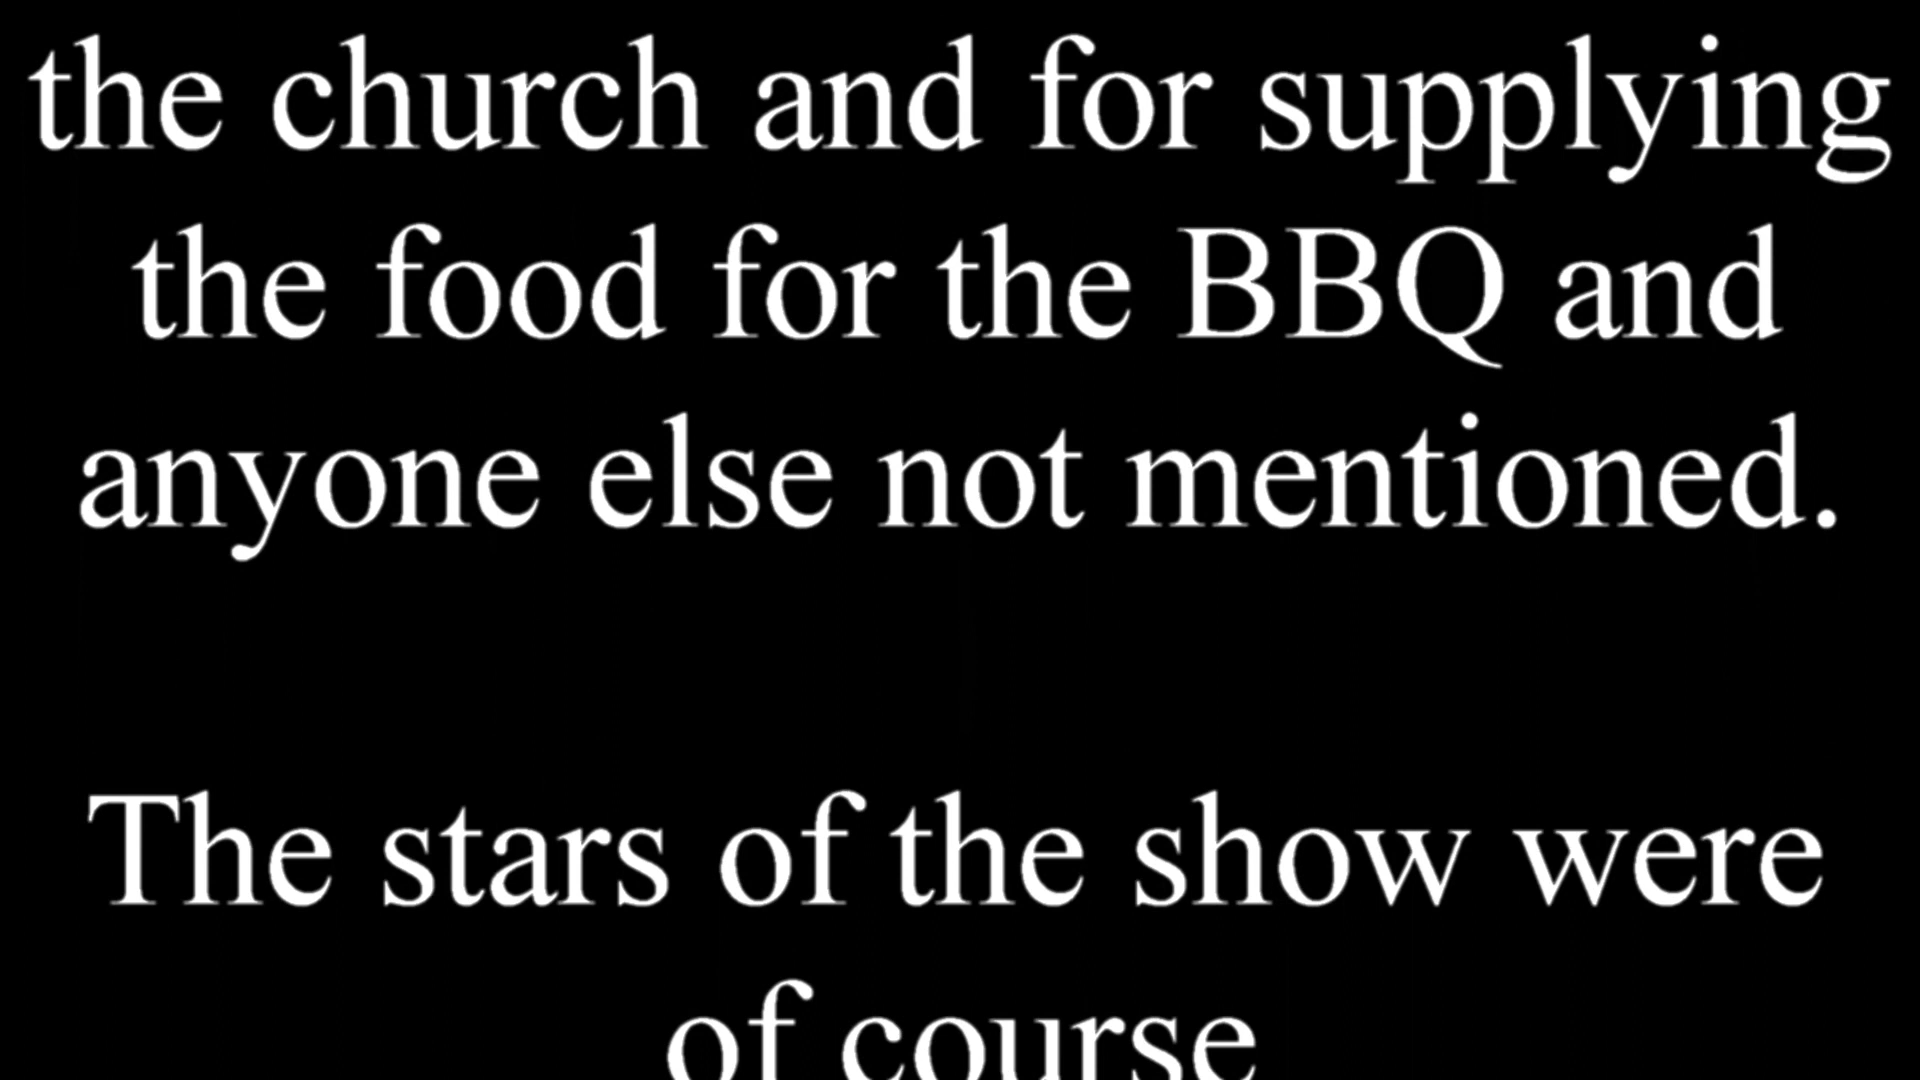 the church and for supplying
the food for the BBQ and
anyone else not mentioned.
The stars of the show were
of course